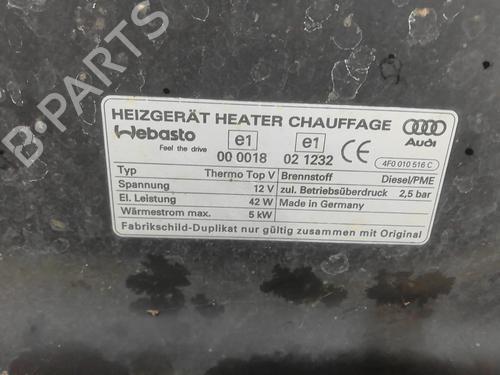 B-PARTS
HEIZGERÄT HEATER CHAUFFAGE
Webasto e1 e1 CE Audi
Feel the drive 00 0018 02 1232 4F0 010 516 C
Typ Thermo Top V Brennstoff Diesel/PME
Spannung 12 V zul. Betriebsüberdruck 2,5 bar
El. Leistung 42 W Made in Germany
Wärmestrom max. 5 kW
Fabrikschild-Duplikat nur gültig zusammen mit Original